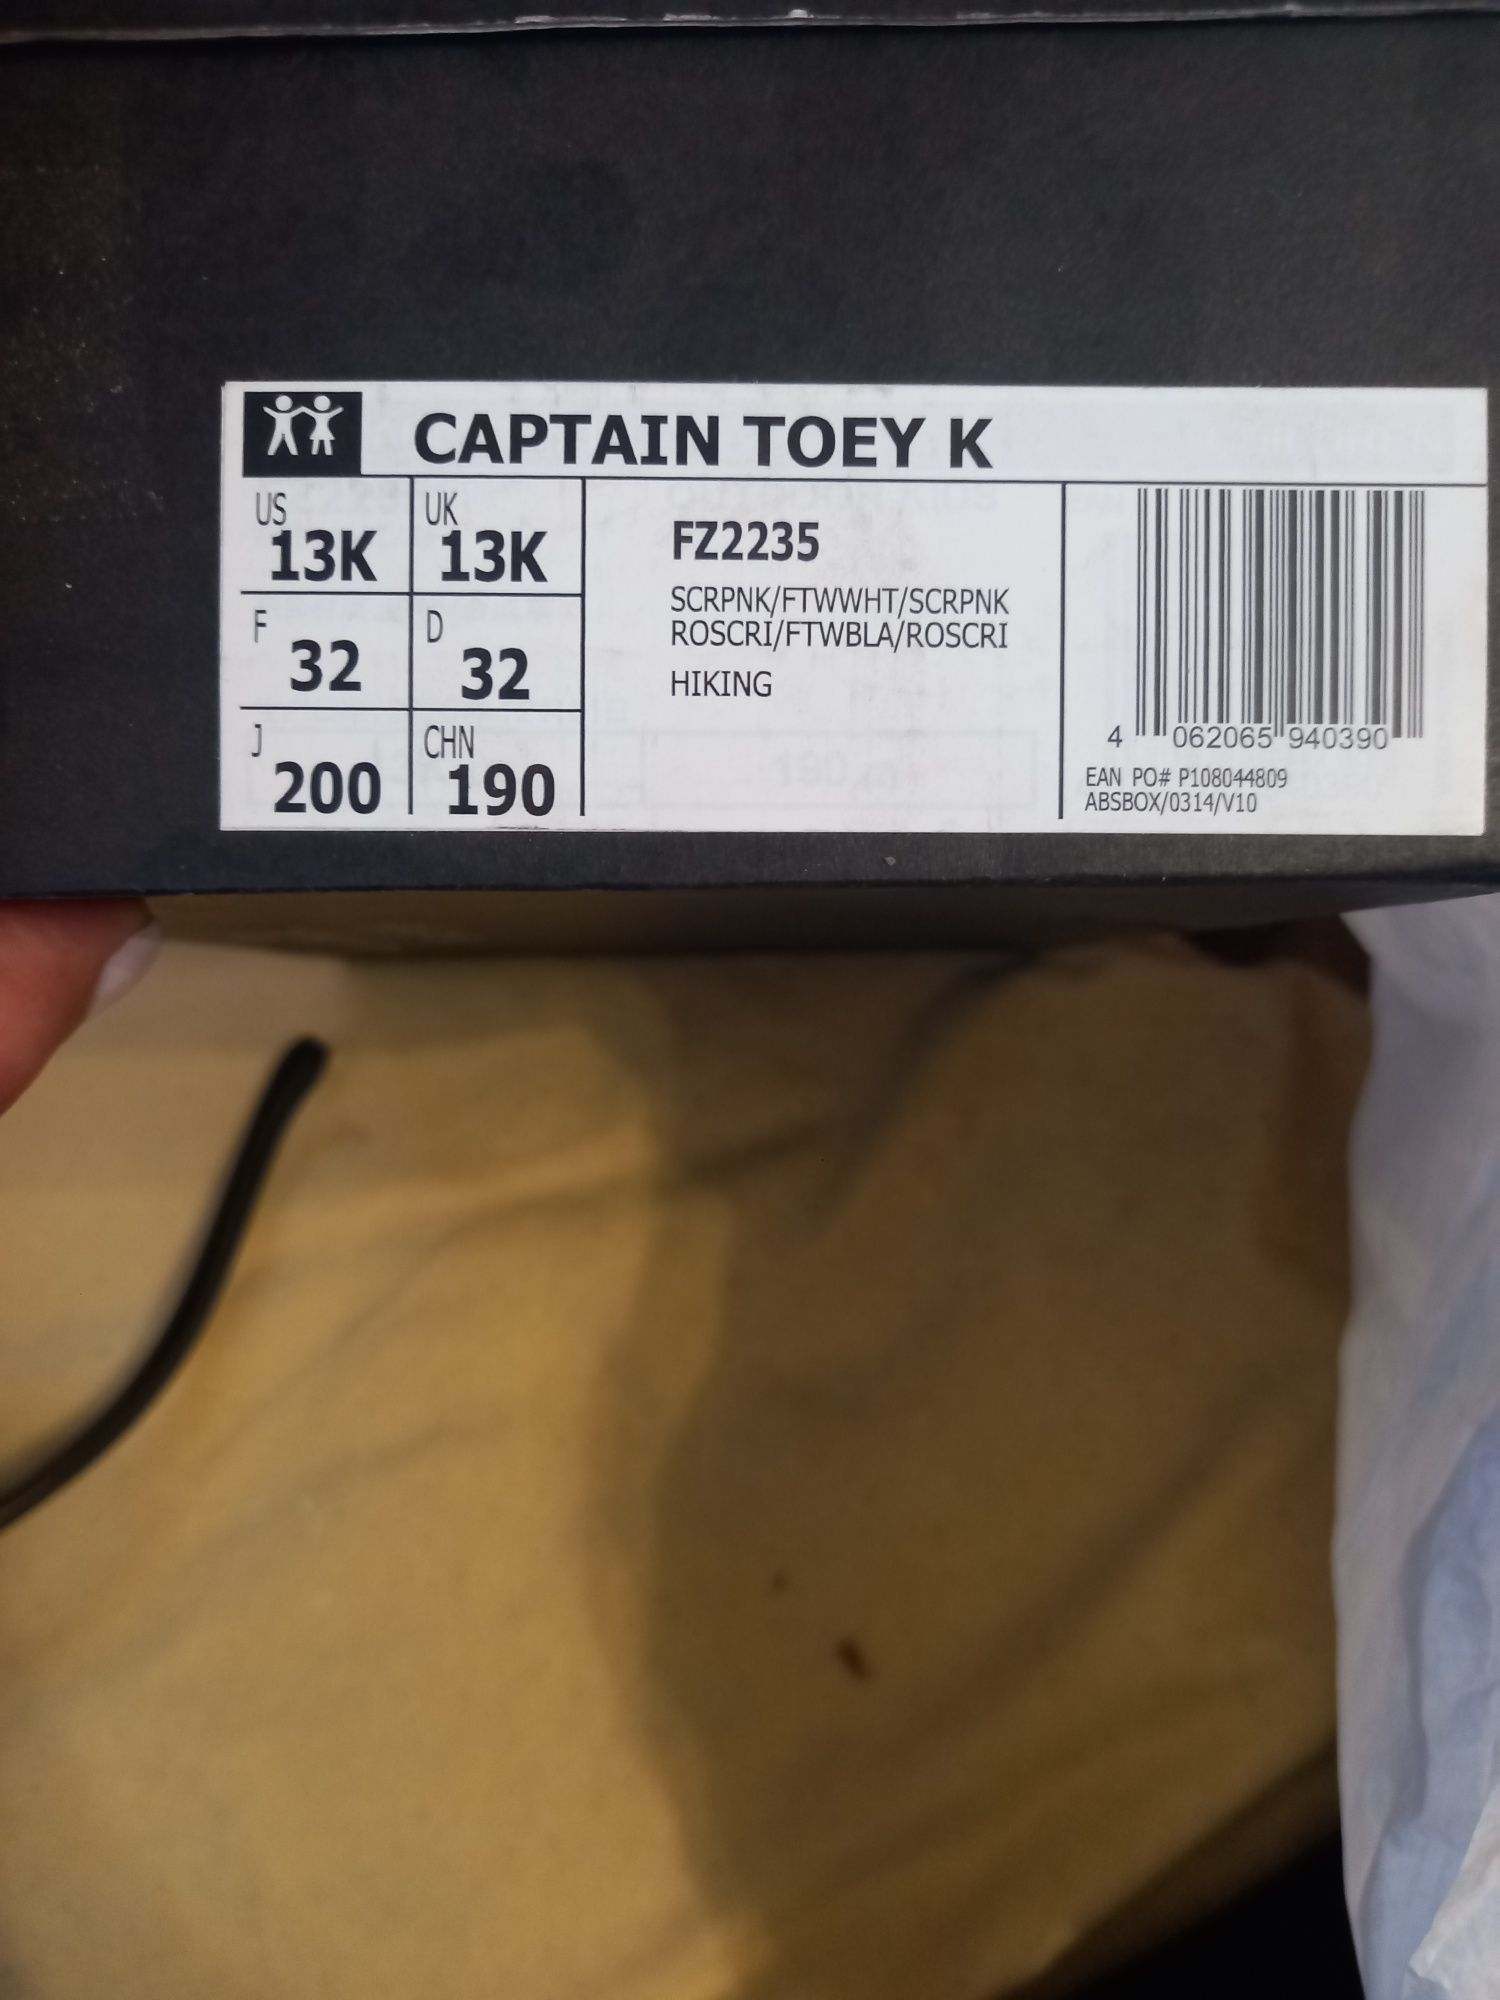 CAPTAIN TOEY K
US
13K
UK
13K
F
32
D
32
J
200
CHN
190
FZ2235
SCRPNK/FTWWHT/SCRPNK
ROSCRI/FTWBLA/ROSCRI
HIKING
4 062065 940390
EAN PO# P108044809
ABSBOX/0314/V10